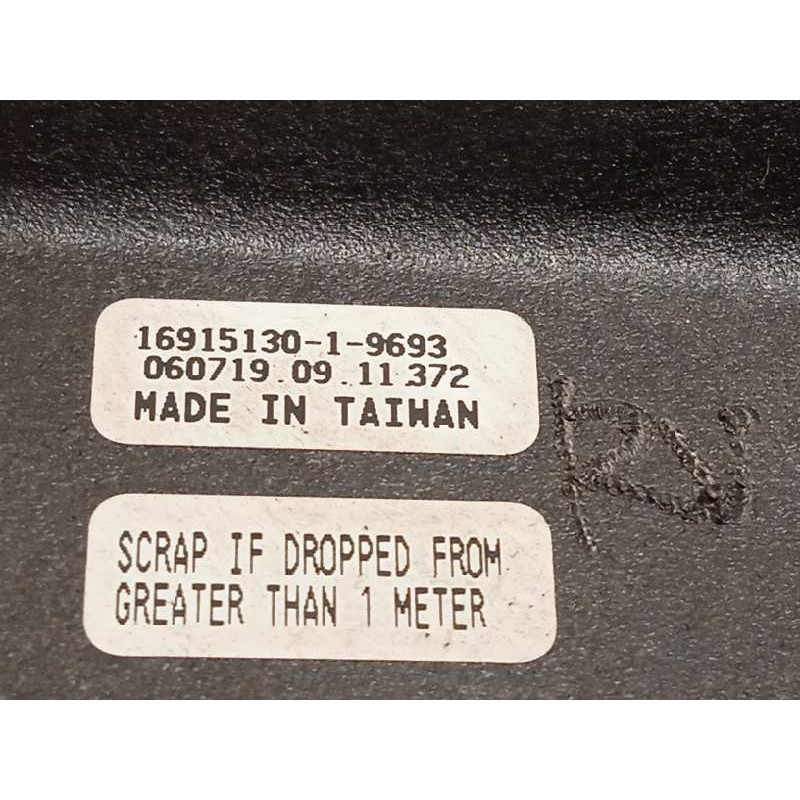 16915130-1-9693
060719.09.11.372
MADE IN TAIWAN
SCRAP IF DROPPED FROM
GREATER THAN 1 METER